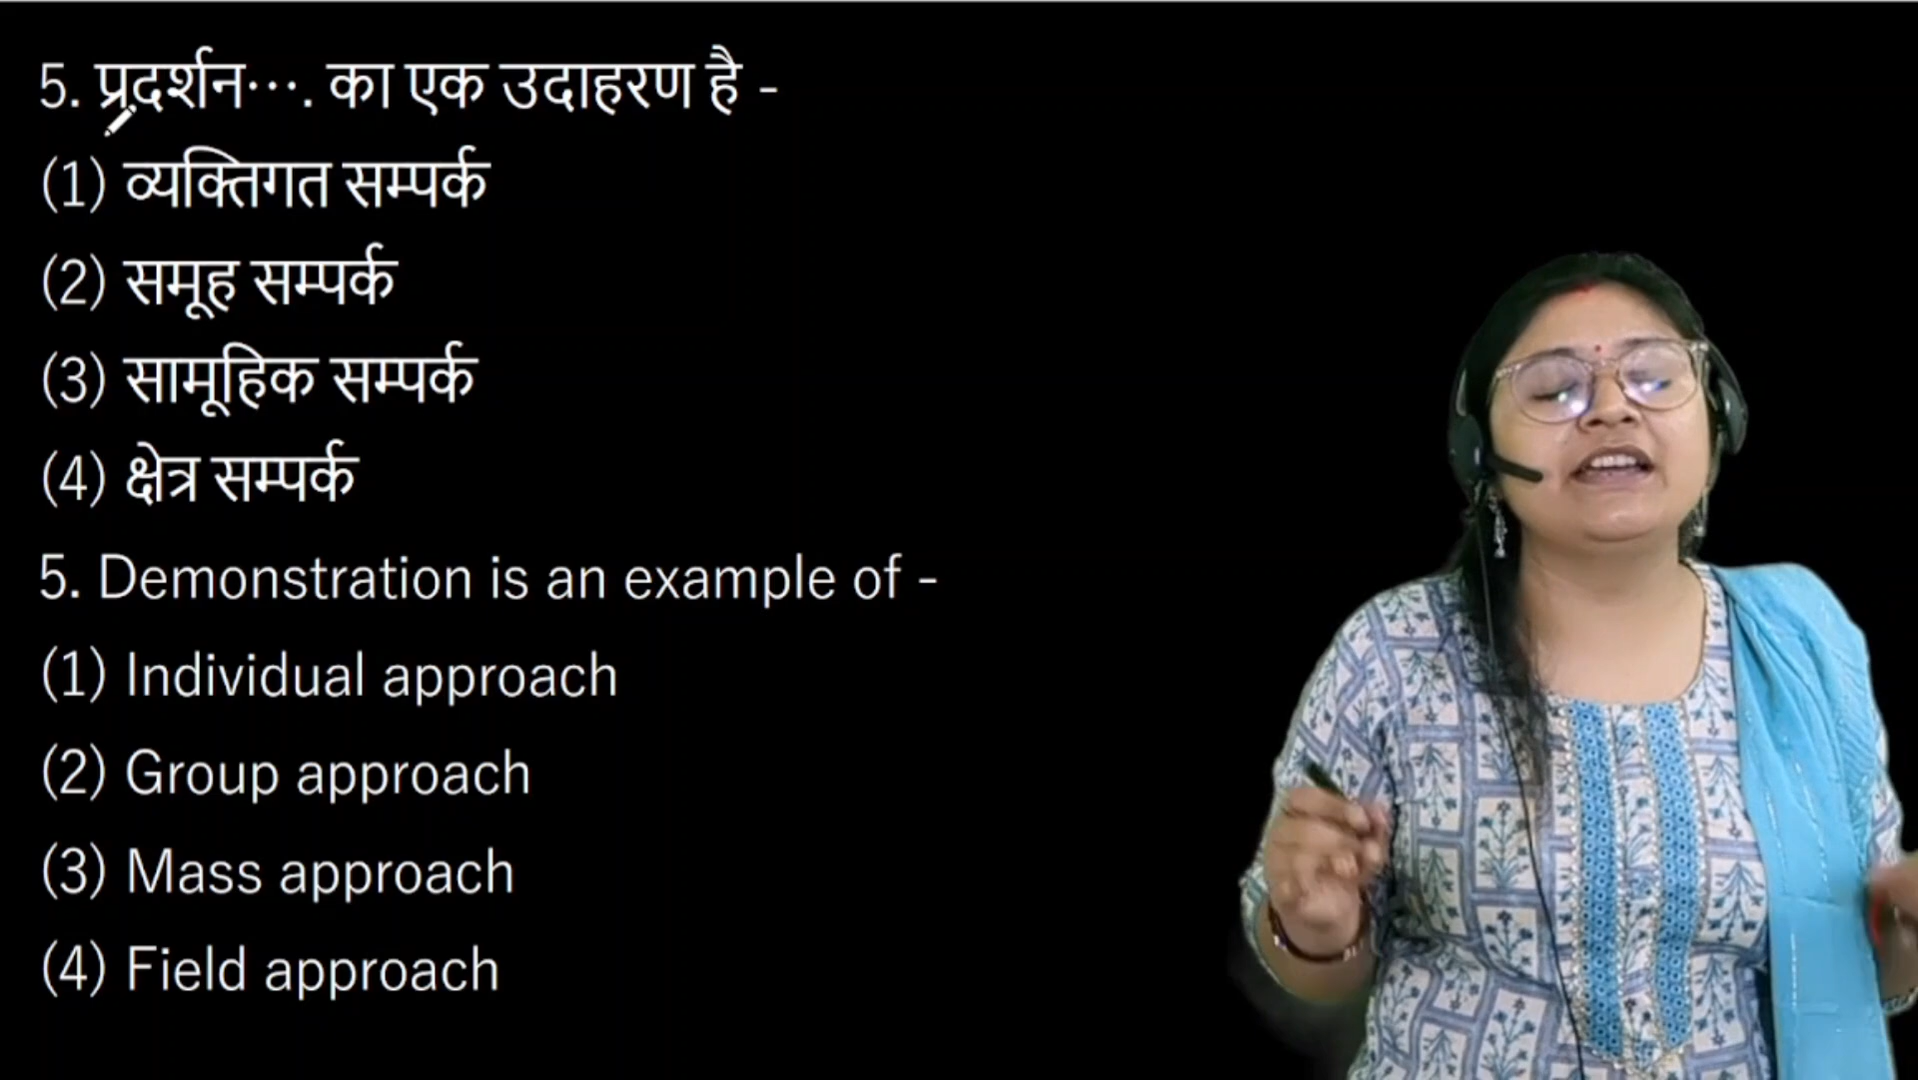 5. प्रदर्शन···. का एक उदाहरण है -
(1) व्यक्तिगत सम्पर्क
(2) समूह सम्पर्क
(3) सामूहिक सम्पर्क
(4) क्षेत्र सम्पर्क
5. Demonstration is an example of -
(1) Individual approach
(2) Group approach
(3) Mass approach
(4) Field approach